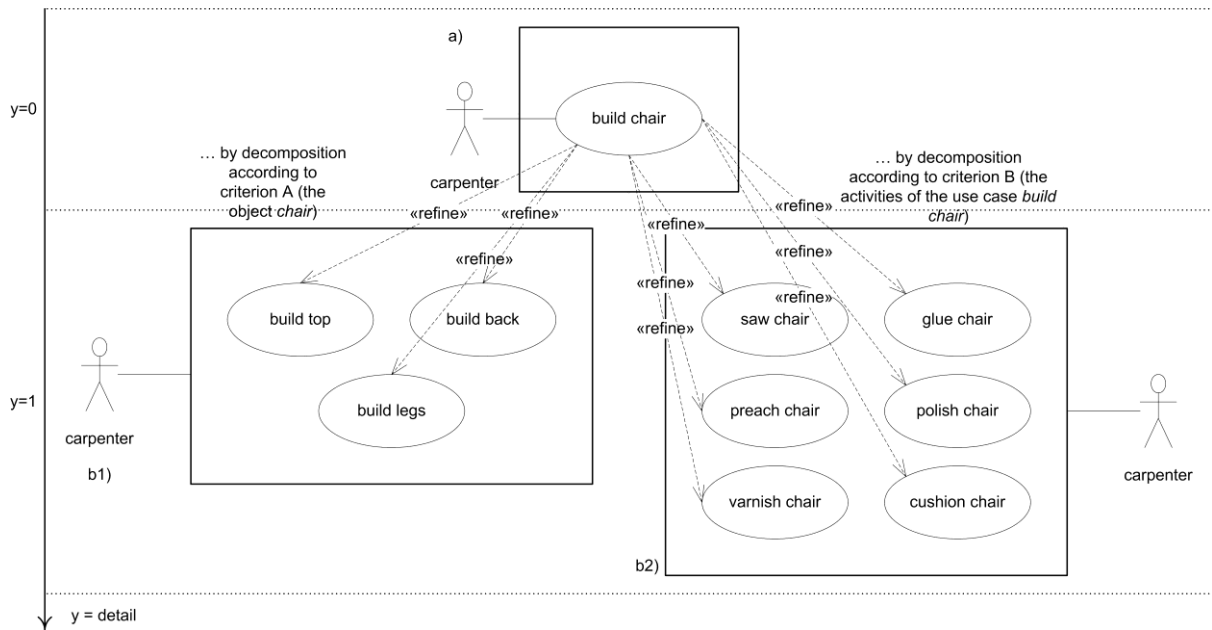 a)
y=0
build chair
… by decomposition
according to
criterion A (the
object chair)
carpenter
… by decomposition
according to criterion B (the
activities of the use case build
chair)
«refine»
«refine»
«refine»
«refine»
«refine»
«refine»
«refine»
«refine»
«refine»
build top
build back
saw chair
glue chair
y=1
build legs
preach chair
polish chair
carpenter
b1)
carpenter
varnish chair
cushion chair
b2)
y = detail